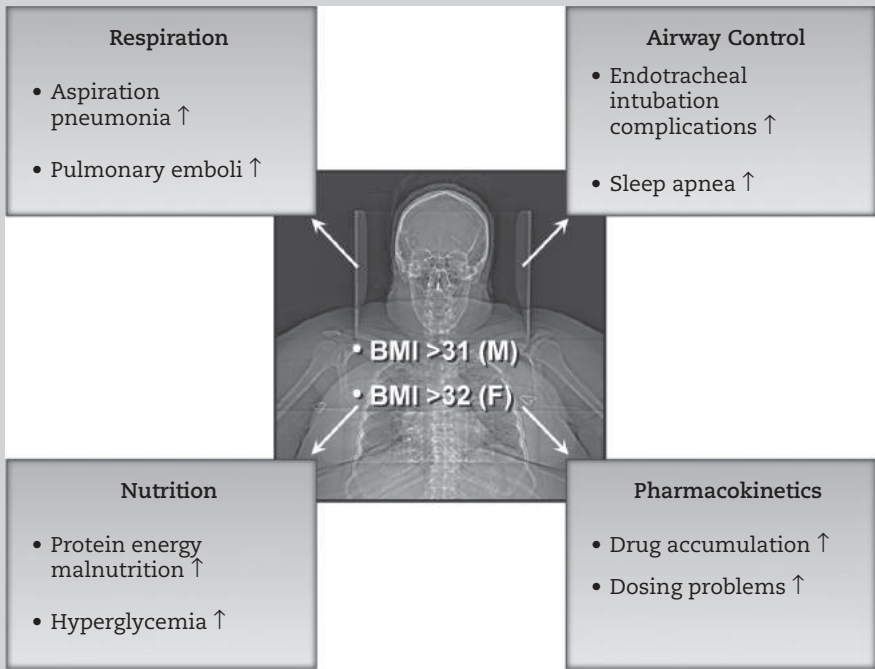 Respiration
• Aspiration
pneumonia ↑
• Pulmonary emboli ↑
Airway Control
• Endotracheal
intubation
complications ↑
• Sleep apnea ↑
• BMI >31 (M)
• BMI >32 (F)
Nutrition
• Protein energy
malnutrition ↑
• Hyperglycemia ↑
Pharmacokinetics
• Drug accumulation ↑
• Dosing problems ↑